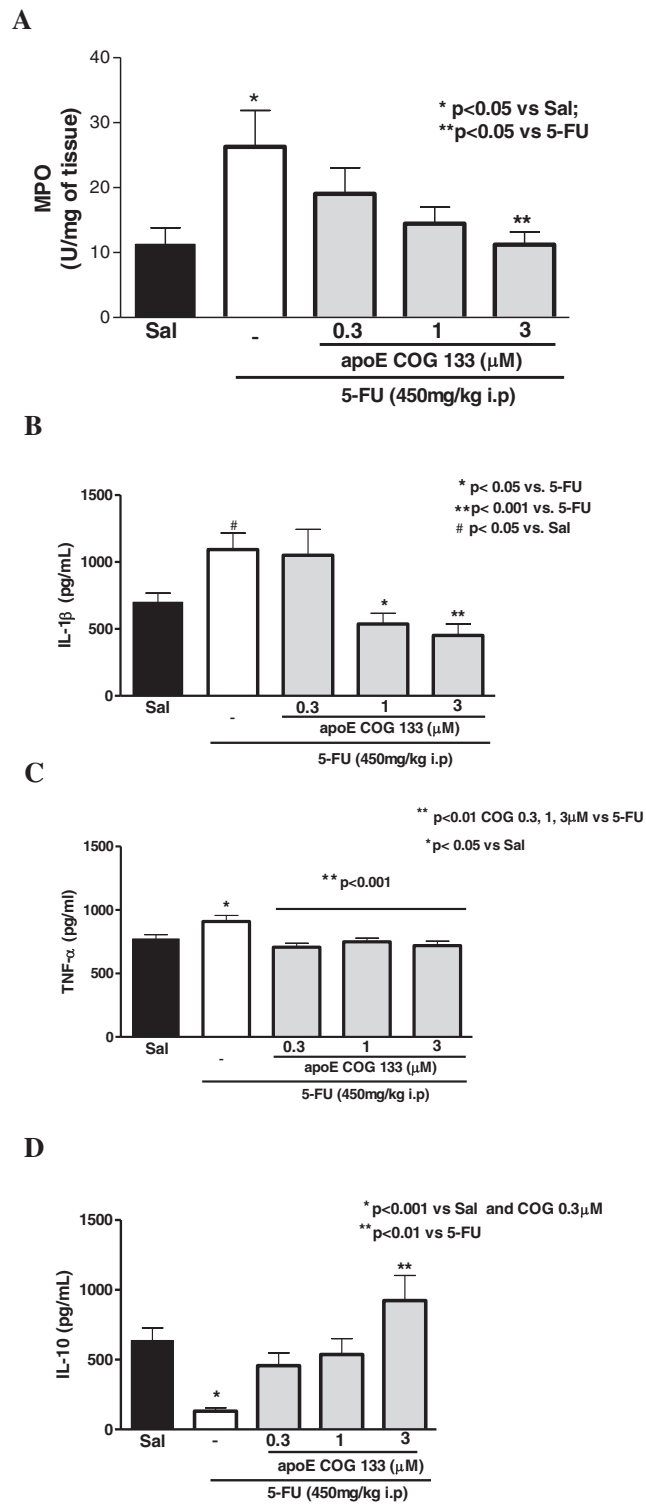 A
MPO
(U/mg of tissue)
40
30
20
10
0
*
**
* p<0.05 vs Sal;
**p<0.05 vs 5-FU
Sal
-
0.3
1
3
apoE COG 133 (μM)
5-FU (450mg/kg i.p)
B
IL-1β (pg/mL)
1500
1000
500
0
#
*
**
* p< 0.05 vs. 5-FU
**p< 0.001 vs. 5-FU
# p< 0.05 vs. Sal
Sal
-
0.3
1
3
apoE COG 133 (μM)
5-FU (450mg/kg i.p)
C
** p<0.01 COG 0.3, 1, 3μM vs 5-FU
*p< 0.05 vs Sal
TNF-α (pg/ml)
1500
1000
500
0
*
**p<0.001
Sal
-
0.3
1
3
apoE COG 133 (μM)
5-FU (450mg/kg i.p)
D
*p<0.001 vs Sal and COG 0.3μM
**p<0.01 vs 5-FU
IL-10 (pg/mL)
1500
1000
500
0
*
**
Sal
-
0.3
1
3
apoE COG 133 (μM)
5-FU (450mg/kg i.p)